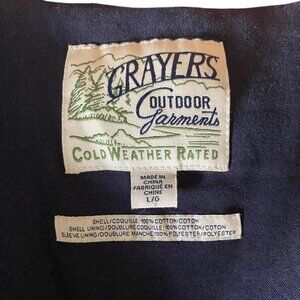 GRAYERS
OUTDOOR
Garments
COLD WEATHER RATED
MADE IN
CHINA
FABRIQUÉ EN
CHINE
L/G
SHELL/COQUILLE: 100% COTTON/COTON
SHELL LINING/DOUBLURE COQUILLE: 100% COTTON/COTON
SLEEVE LINING/DOUBLURE MANCHE: 100% POLYESTER/POLYESTER